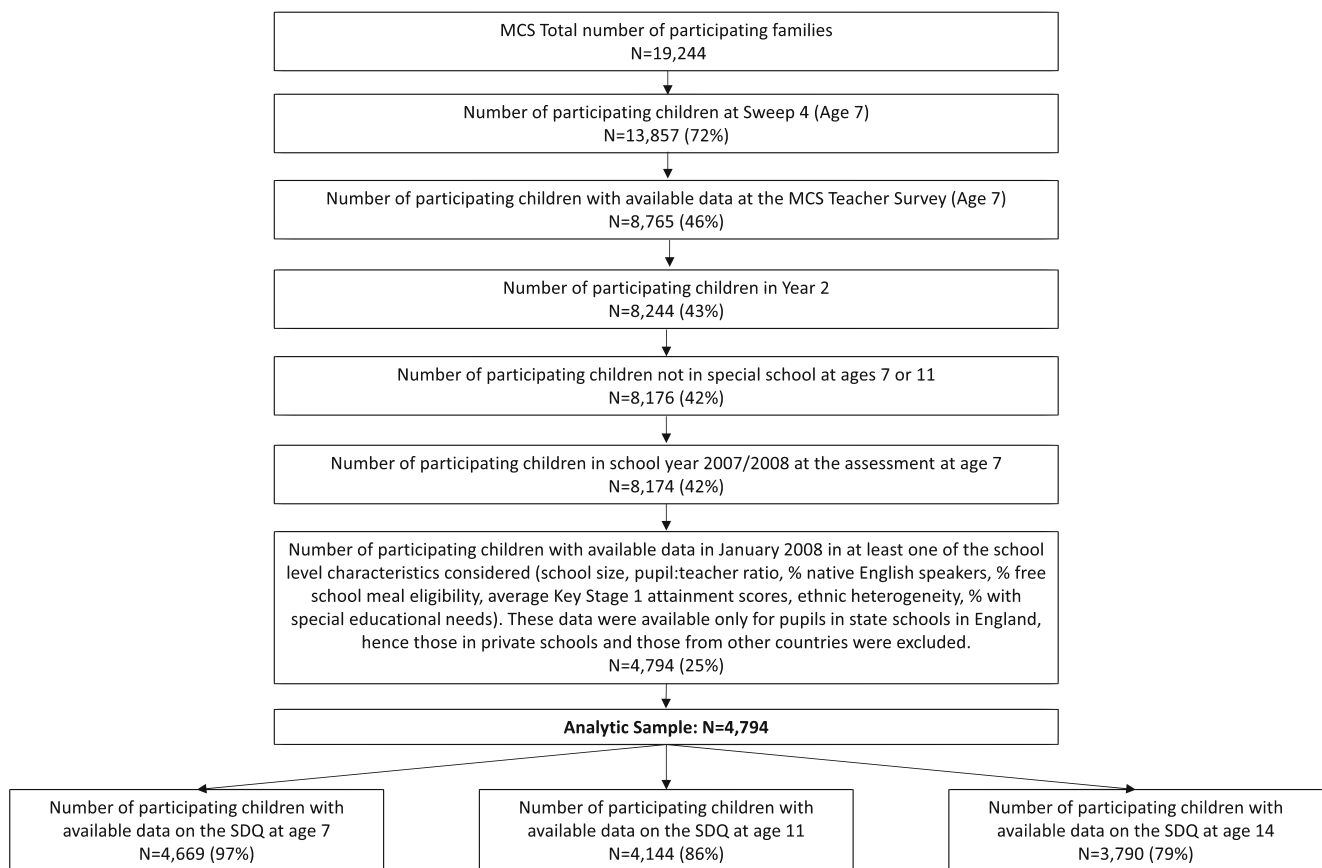 MCS Total number of participating families
N=19,244
Number of participating children at Sweep 4 (Age 7)
N=13,857 (72%)
Number of participating children with available data at the MCS Teacher Survey (Age 7)
N=8,765 (46%)
Number of participating children in Year 2
N=8,244 (43%)
Number of participating children not in special school at ages 7 or 11
N=8,176 (42%)
Number of participating children in school year 2007/2008 at the assessment at age 7
N=8,174 (42%)
Number of participating children with available data in January 2008 in at least one of the school
level characteristics considered (school size, pupil:teacher ratio, % native English speakers, % free
school meal eligibility, average Key Stage 1 attainment scores, ethnic heterogeneity, % with
special educational needs). These data were available only for pupils in state schools in England,
hence those in private schools and those from other countries were excluded.
N=4,794 (25%)
Analytic Sample: N=4,794
Number of participating children with
available data on the SDQ at age 7
N=4,669 (97%)
Number of participating children with
available data on the SDQ at age 11
N=4,144 (86%)
Number of participating children with
available data on the SDQ at age 14
N=3,790 (79%)